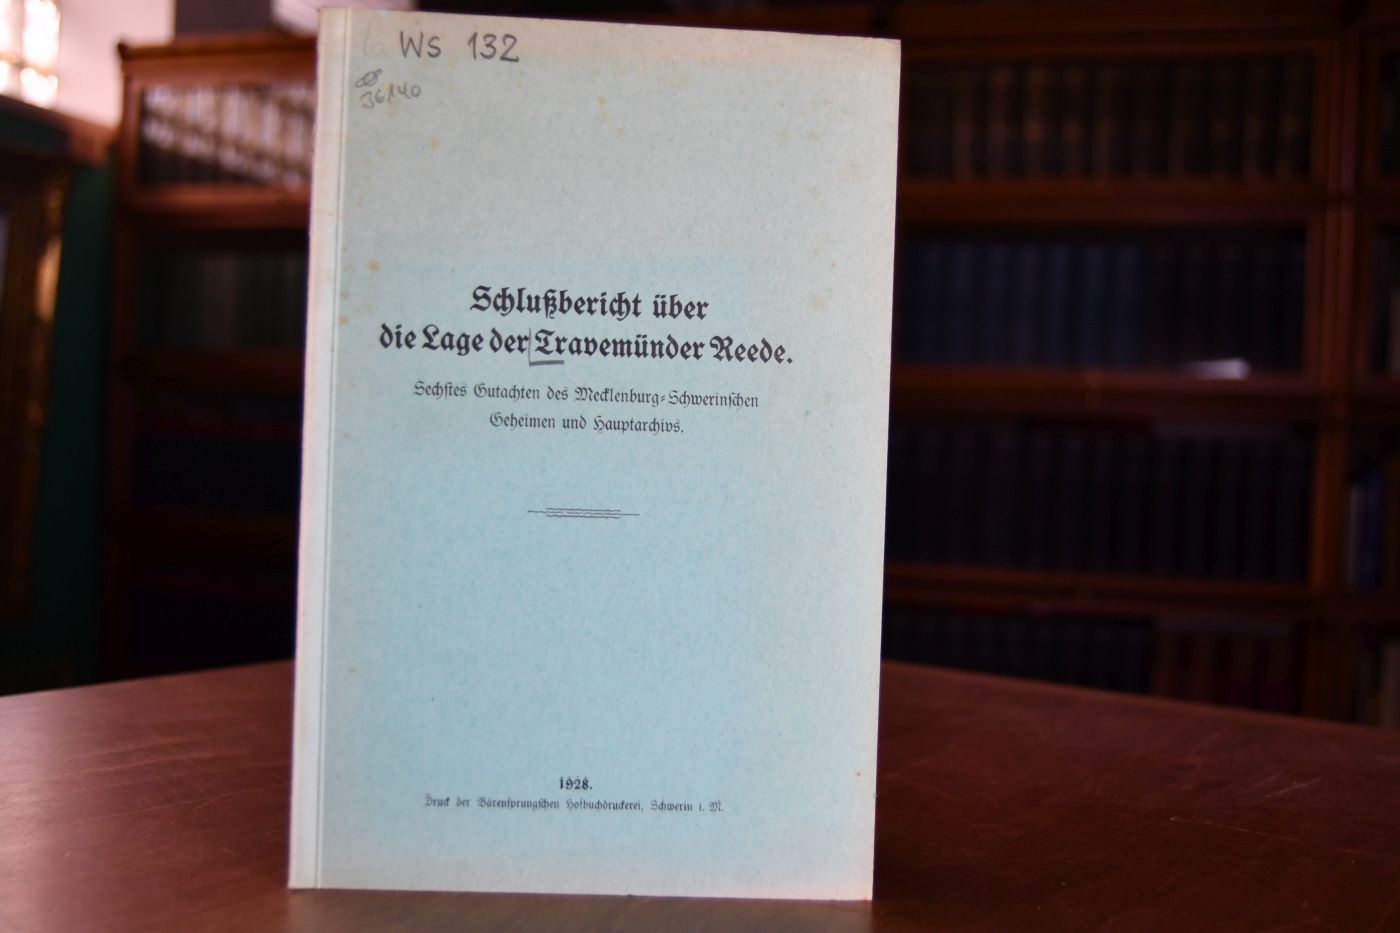 WS 132
36140
Schlußbericht über
die Lage der Travemünder Reede.
Sechstes Gutachten des Mecklenburg-Schwerinschen
Geheimen und Hauptarchivs.
1928.
Druck der Bärensprungschen Hofbuchdruckerei, Schwerin i. M.